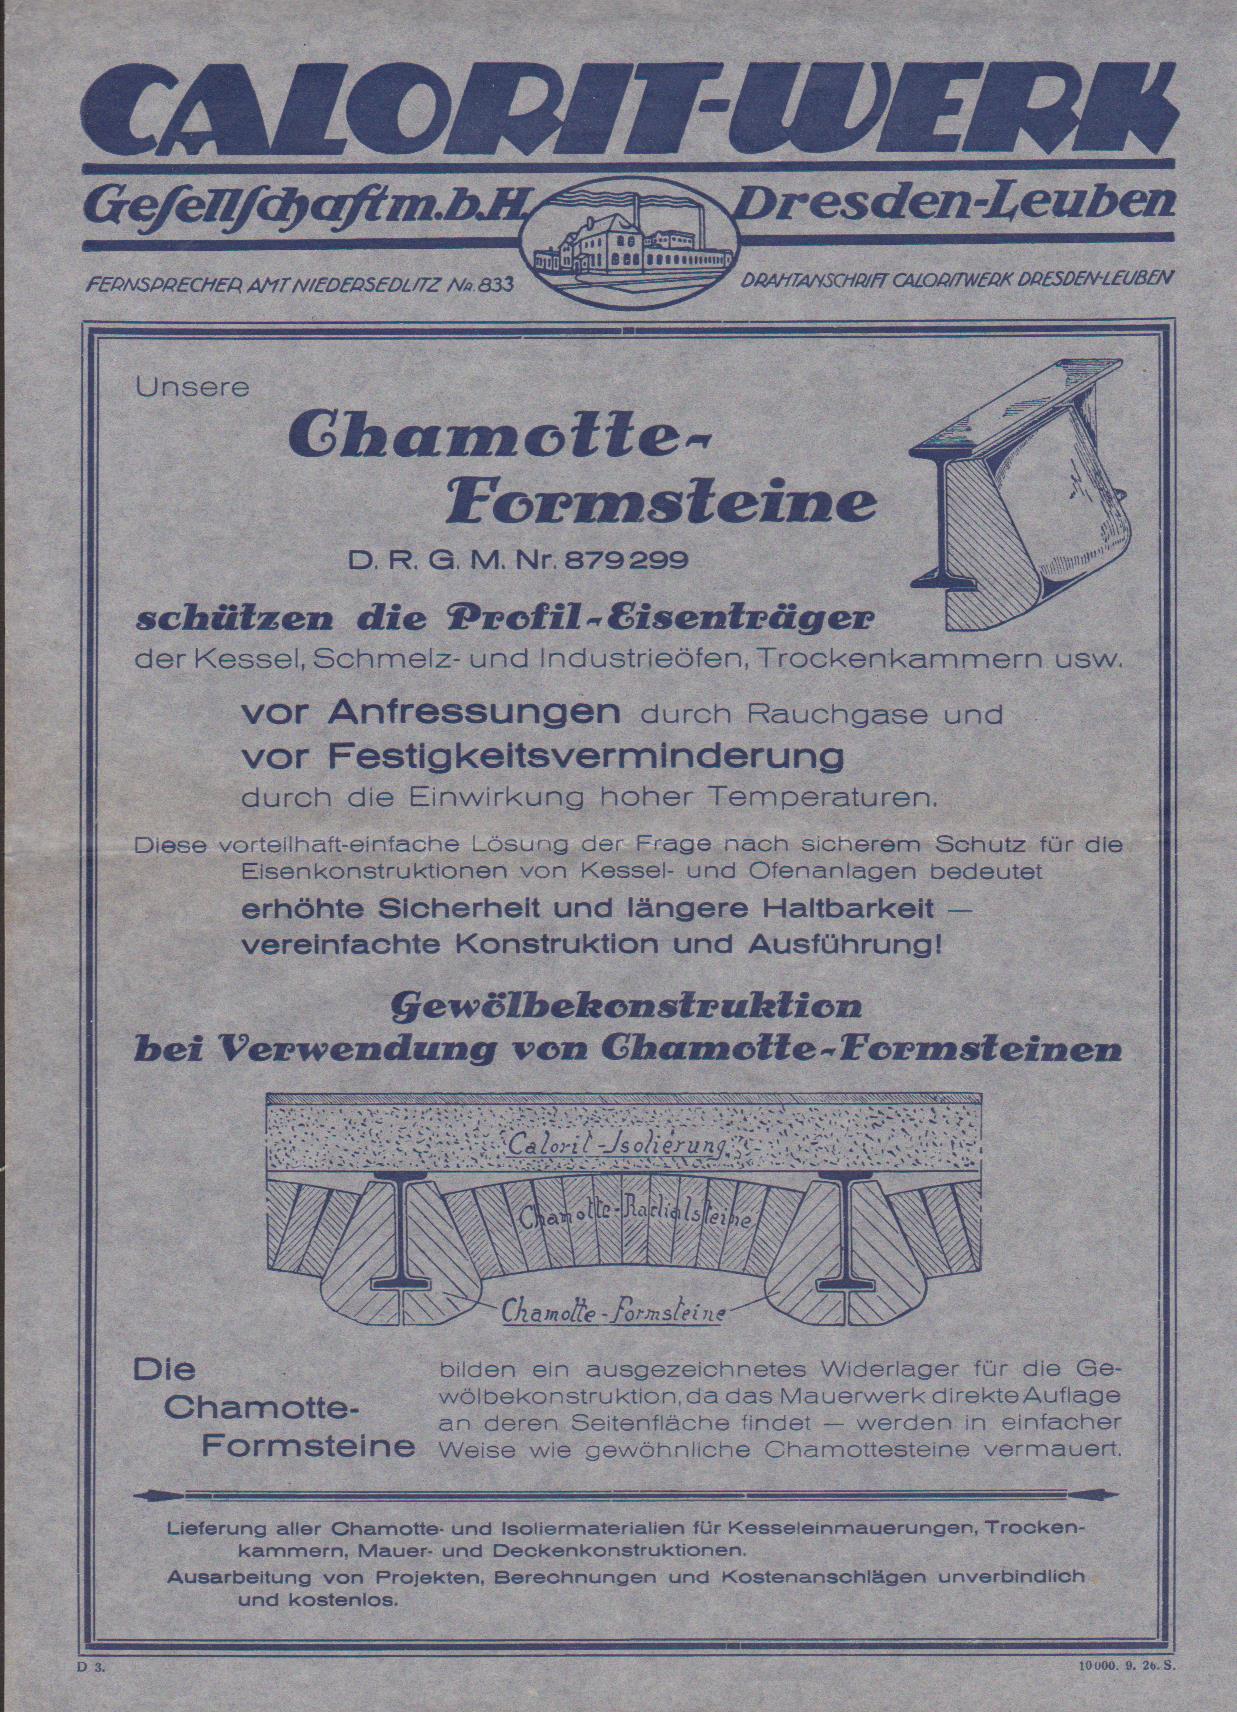 CALORIT-WERK
Gesellschaft m.b.H. Dresden-Leuben
FERNSPRECHER AMT NIEDERSEDLITZ No. 833
DRAHTANSCHRIFT CALORITWERK DRESDEN-LEUBEN
Unsere
Chamotte-
Formsteine
D. R. G. M. Nr. 879299
schützen die Profil-Eisenträger
der Kessel, Schmelz- und Industrieöfen, Trockenkammern usw.
vor Anfressungen durch Rauchgase und
vor Festigkeitsverminderung
durch die Einwirkung hoher Temperaturen.
Diese vorteilhaft-einfache Lösung der Frage nach sicherem Schutz für die
Eisenkonstruktionen von Kessel- und Ofenanlagen bedeutet
erhöhte Sicherheit und längere Haltbarkeit —
vereinfachte Konstruktion und Ausführung!
Gewölbekonstruktion
bei Verwendung von Chamotte-Formsteinen
Calorit-Isolierung
Chamotte-Radialsteine
Chamotte-Formsteine
Die
Chamotte-
Formsteine
bilden ein ausgezeichnetes Widerlager für die Ge-
wölbekonstruktion, da das Mauerwerk direkte Auflage
an deren Seitenfläche findet — werden in einfacher
Weise wie gewöhnliche Chamottesteine vermauert.
Lieferung aller Chamotte- und Isoliermaterialien für Kesseleinmauerungen, Trocken-
kammern, Mauer- und Deckenkonstruktionen.
Ausarbeitung von Projekten, Berechnungen und Kostenanschlägen unverbindlich
und kostenlos.
D 3.
10000. 9. 26. S.